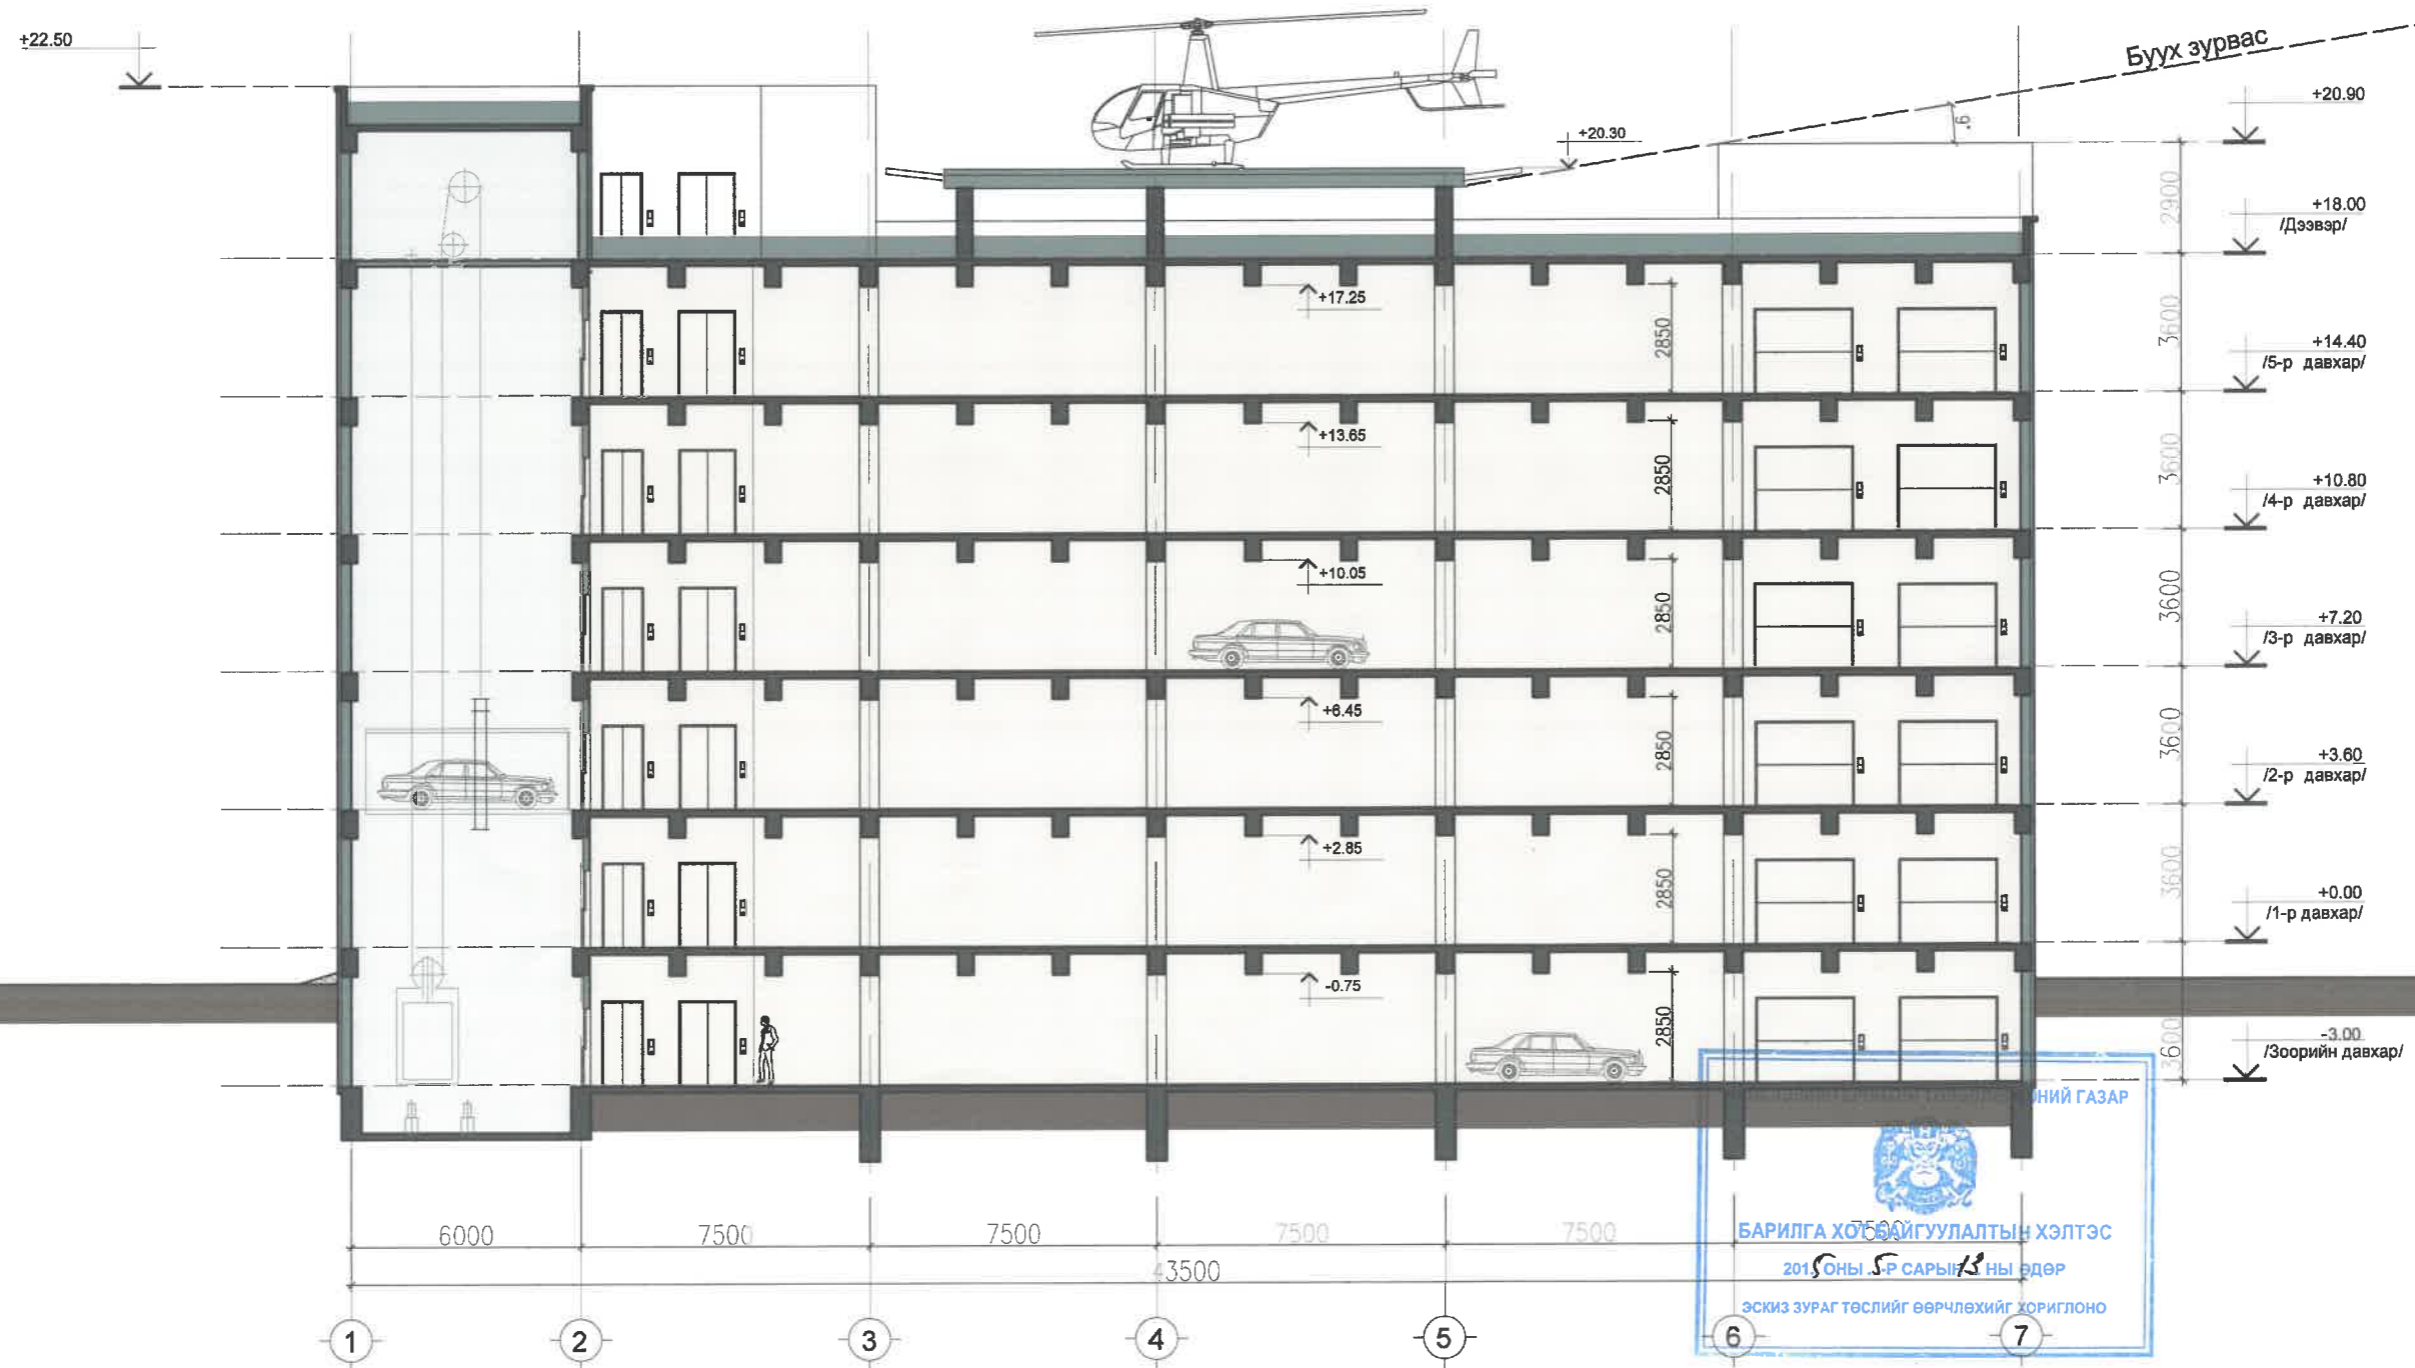 +22.50
Буух зурвас
+20.90
6°
+20.30
2900
+18.00
/Дээвэр/
+17.25
2850
3600
+14.40
/5-р давхар/
+13.65
2850
3600
+10.80
/4-р давхар/
+10.05
2850
3600
+7.20
/3-р давхар/
+6.45
2850
3600
+3.60
/2-р давхар/
+2.85
2850
3600
+0.00
/1-р давхар/
-0.75
2850
3600
-3.00
/Зоорийн давхар/
ГАЗАР
6000 7500 7500 7500 7500 7500
БАРИЛГА ХОТ БАЙГУУЛАЛТЫН ХЭЛТЭС
43500
2015 ОНЫ 5-Р САРЫН 13 НЫ ӨДӨР
ЭСКИЗ ЗУРАГ ТӨСЛИЙГ ӨӨРЧЛӨХИЙГ ХОРИГЛОНО
1 2 3 4 5 6 7